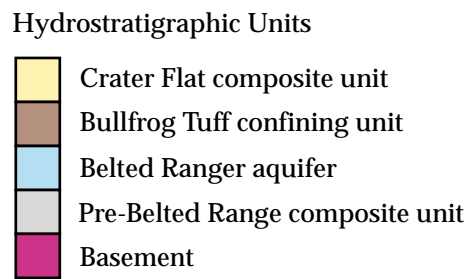 Hydrostratigraphic Units
Crater Flat composite unit
Bullfrog Tuff confining unit
Belted Ranger aquifer
Pre-Belted Range composite unit
Basement